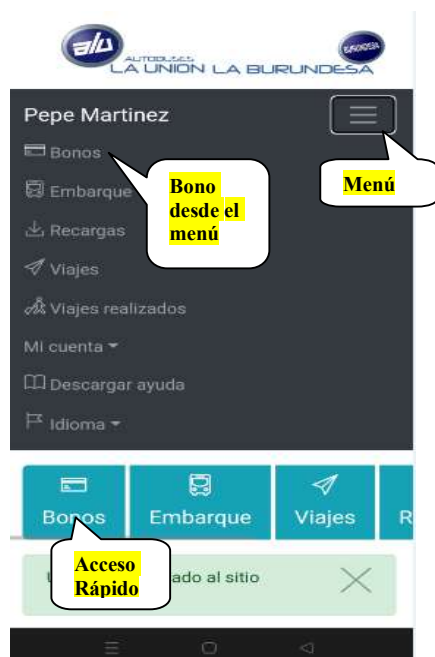 alu
AUTOBUSES
LA UNION LA BURUNDESA
BURUNDESA
Pepe Martinez
Bonos
Embarque
Recargas
Viajes
Viajes realizados
Mi cuenta
Descargar ayuda
Idioma
Bono
desde el
menú
Menú
Bonos
Embarque
Viajes
R
ado al sitio
Acceso
Rápido